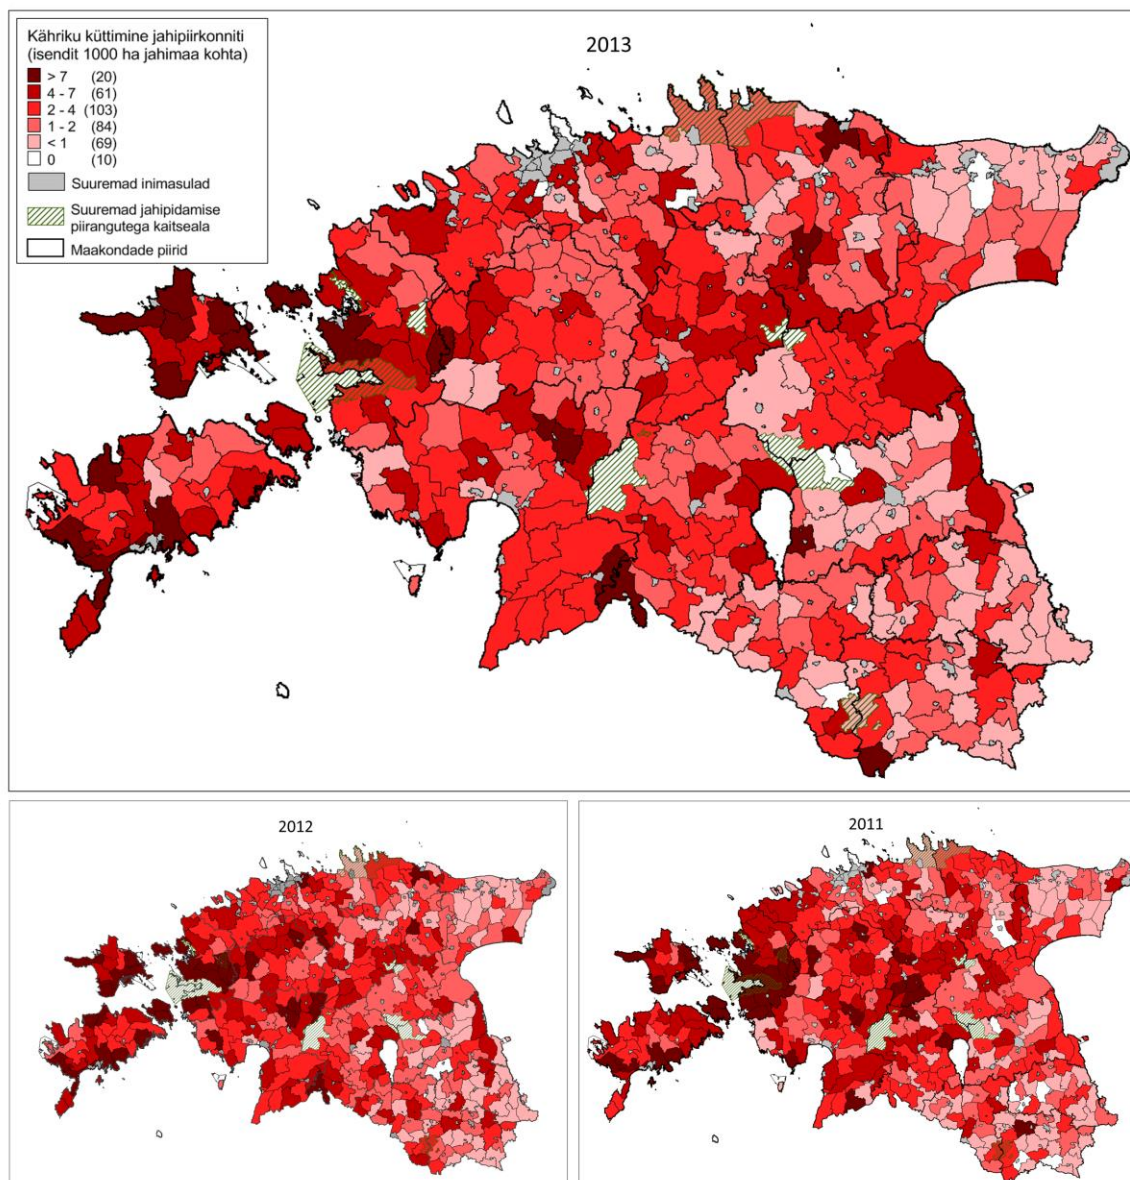 Kähriku küttimine jahipiirkonniti
(isendit 1000 ha jahimaa kohta)
> 7 (20)
4 - 7 (61)
2 - 4 (103)
1 - 2 (84)
< 1 (69)
0 (10)
Suuremad inimasulad
Suuremad jahipidamise
piirangutega kaitseala
Maakondade piirid
2013
2012
2011